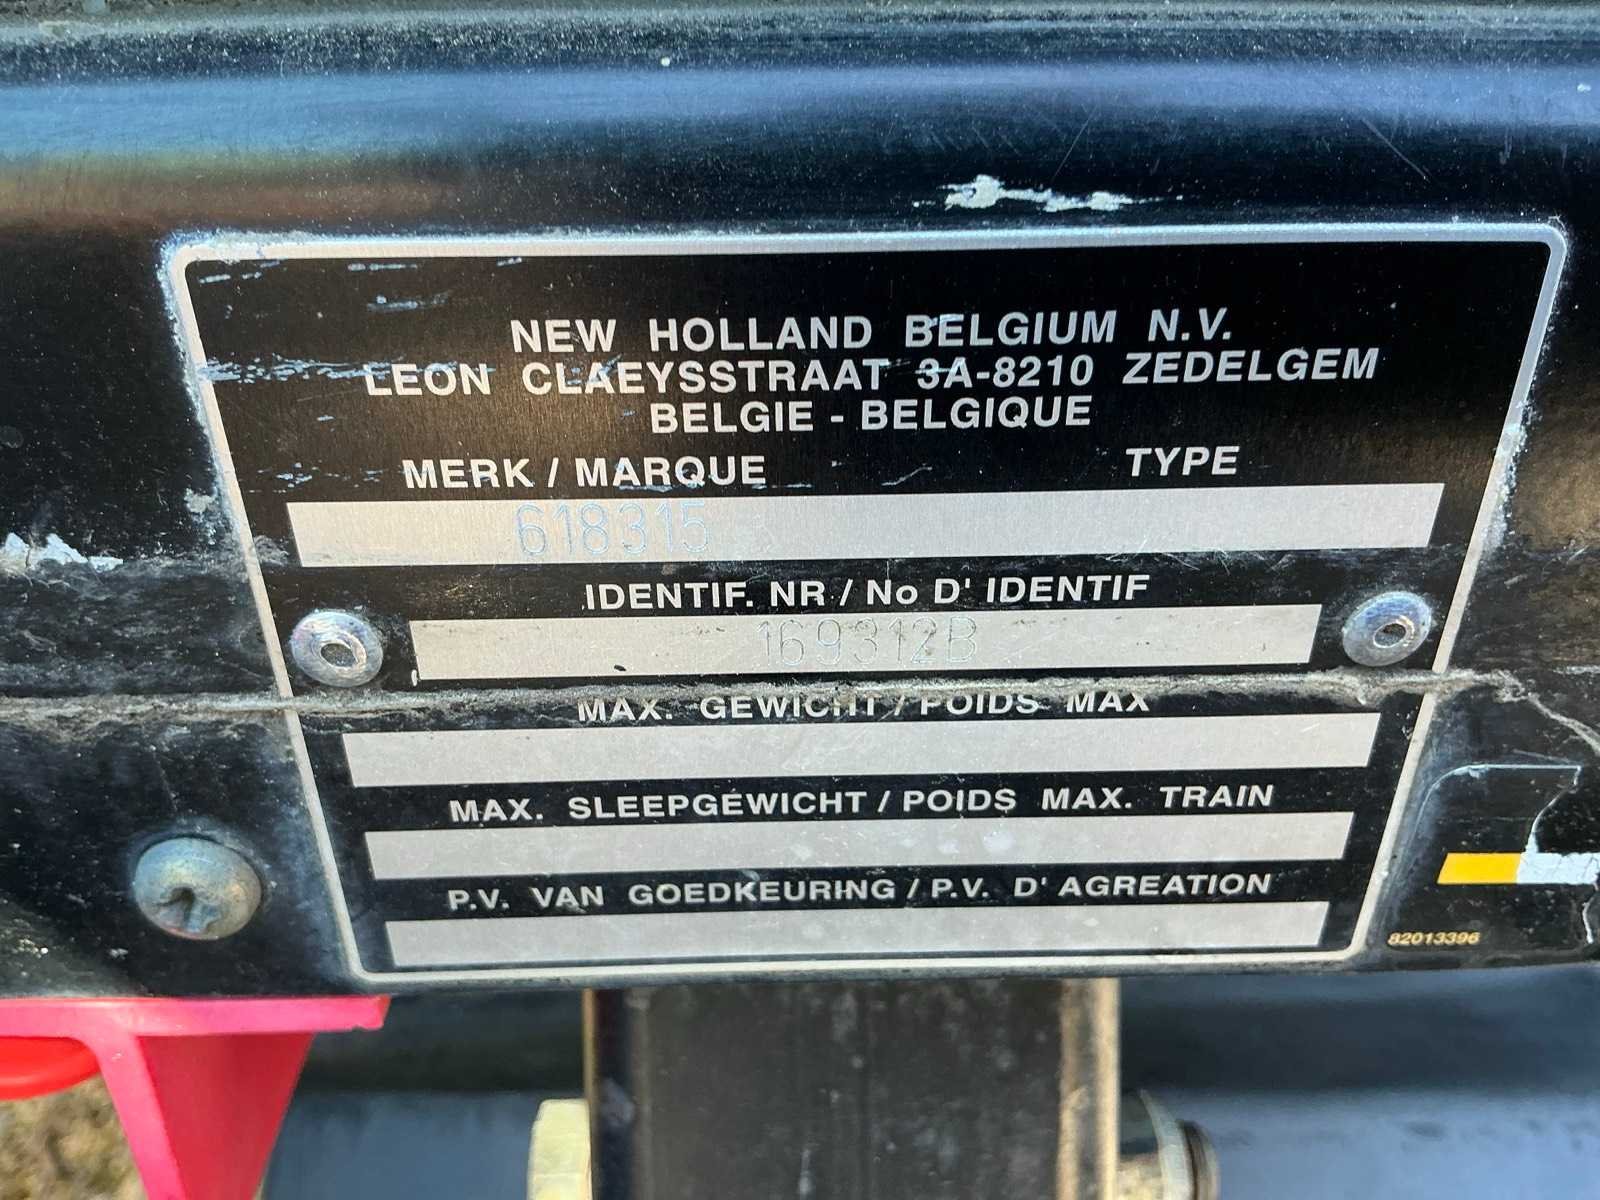 NEW HOLLAND BELGIUM N.V.
LEON CLAEYSSTRAAT 3A-8210 ZEDELGEM
BELGIE - BELGIQUE
MERK / MARQUE TYPE
618315
IDENTIF. NR / No D' IDENTIF
169312B
MAX. GEWICHT / POIDS MAX
MAX. SLEEPGEWICHT / POIDS MAX. TRAIN
P.V. VAN GOEDKEURING / P.V. D' AGREATION
82013396